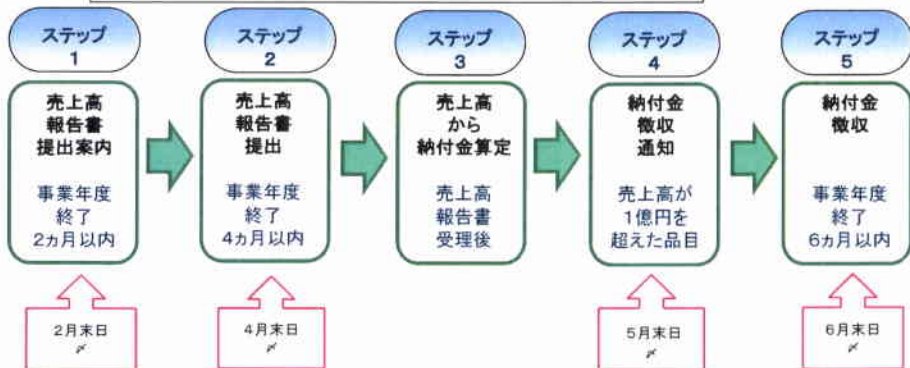 ステップ
1
ステップ
2
ステップ
3
ステップ
4
ステップ
5
売上高
報告書
提出案内
事業年度
終了
2ヵ月以内
売上高
報告書
提出
事業年度
終了
4ヵ月以内
売上高
から
納付金算定
売上高
報告書
受理後
納付金
徴収
通知
売上高が
1億円を
超えた品目
納付金
徴収
事業年度
終了
6ヵ月以内
2月末日
〆
4月末日
〆
5月末日
〆
6月末日
〆